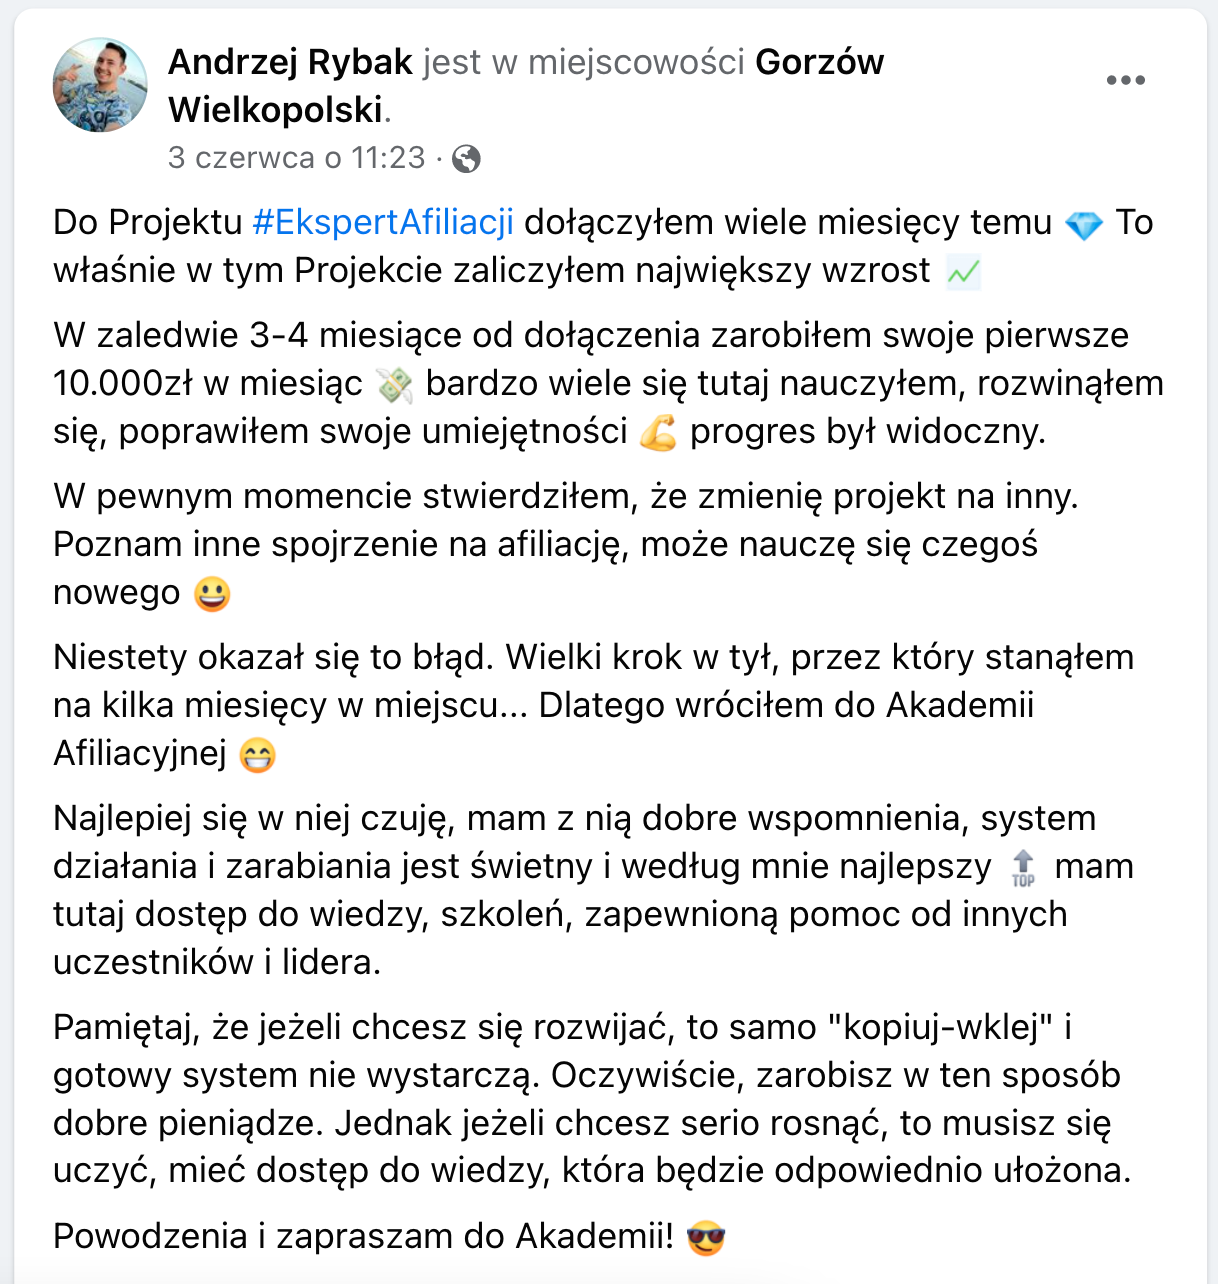 Andrzej Rybak jest w miejscowości Gorzów
Wielkopolski.
3 czerwca o 11:23 ·
Do Projektu #EkspertAfiliacji dołączyłem wiele miesięcy temu 💎 To
właśnie w tym Projekcie zaliczyłem największy wzrost 📈
W zaledwie 3-4 miesiące od dołączenia zarobiłem swoje pierwsze
10.000zł w miesiąc 💸 bardzo wiele się tutaj nauczyłem, rozwinąłem
się, poprawiłem swoje umiejętności 💪 progres był widoczny.
W pewnym momencie stwierdziłem, że zmienię projekt na inny.
Poznam inne spojrzenie na afiliację, może nauczę się czegoś
nowego 😃
Niestety okazał się to błąd. Wielki krok w tył, przez który stanąłem
na kilka miesięcy w miejscu... Dlatego wróciłem do Akademii
Afiliacyjnej 😁
Najlepiej się w niej czuję, mam z nią dobre wspomnienia, system
działania i zarabiania jest świetny i według mnie najlepszy 🔝 mam
tutaj dostęp do wiedzy, szkoleń, zapewnioną pomoc od innych
uczestników i lidera.
Pamiętaj, że jeżeli chcesz się rozwijać, to samo "kopiuj-wklej" i
gotowy system nie wystarczą. Oczywiście, zarobisz w ten sposób
dobre pieniądze. Jednak jeżeli chcesz serio rosnąć, to musisz się
uczyć, mieć dostęp do wiedzy, która będzie odpowiednio ułożona.
Powodzenia i zapraszam do Akademii! 😎